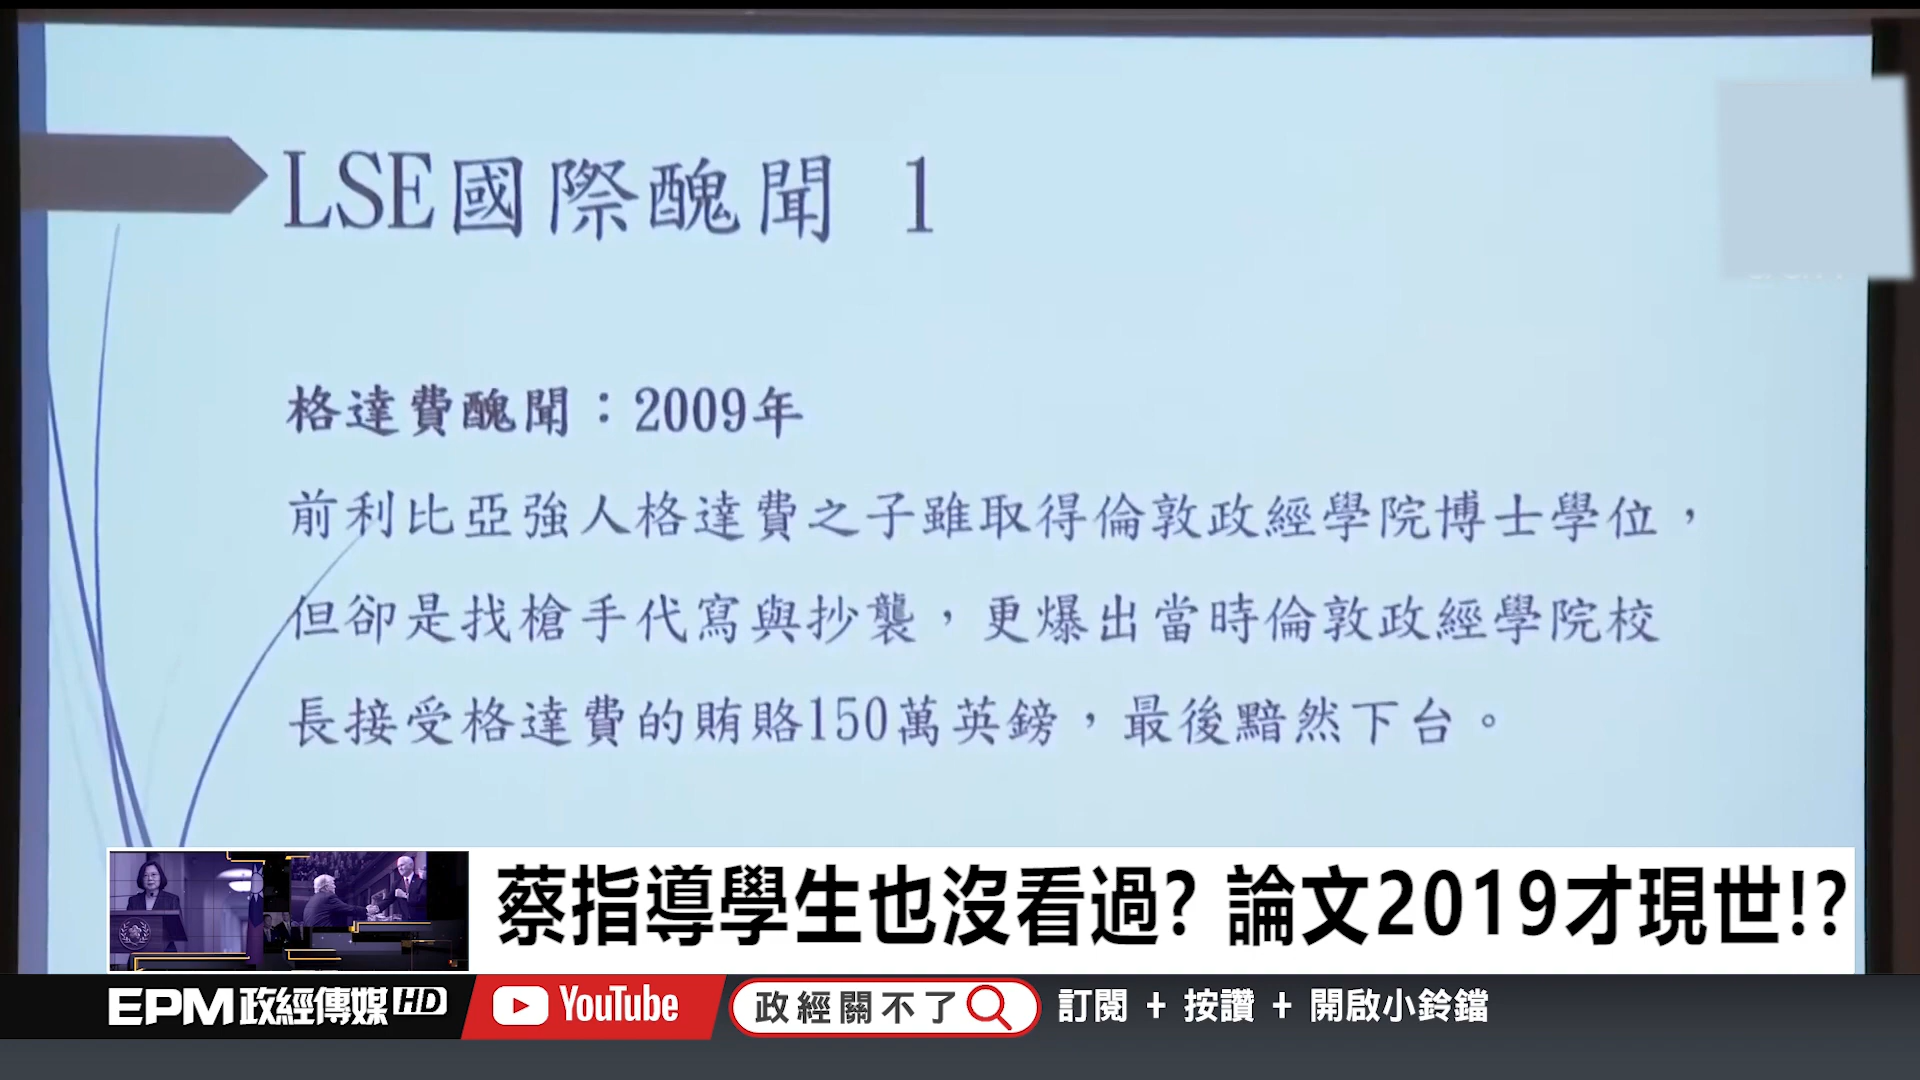 LSE國際醜聞 1
格達費醜聞：2009年
前利比亞強人格達費之子雖取得倫敦政經學院博士學位，
但卻是找槍手代寫與抄襲，更爆出當時倫敦政經學院校
長接受格達費的賄賂150萬英鎊，最後黯然下台。
蔡指導學生也沒看過? 論文2019才現世!?
EPM政經傳媒HD
YouTube
政經關不了
訂閱 + 按讚 + 開啟小鈴鐺